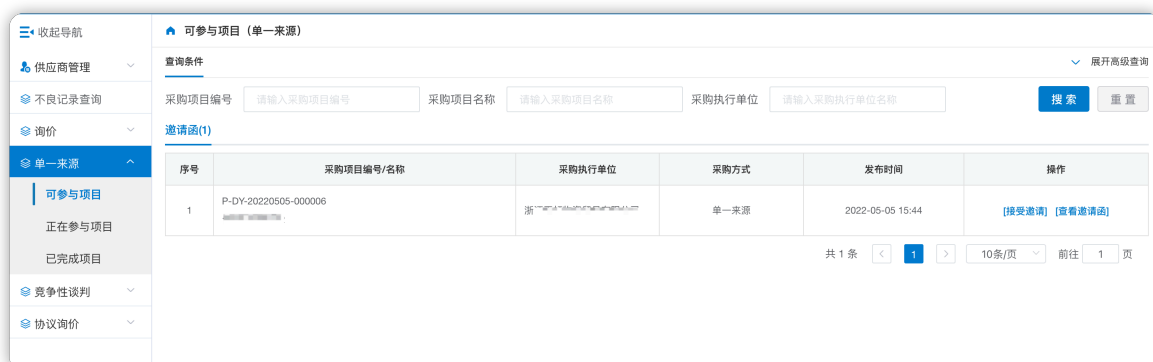 收起导航
供应商管理
不良记录查询
询价
单一来源
可参与项目
正在参与项目
已完成项目
竞争性谈判
协议询价
可参与项目（单一来源）
查询条件
展开高级查询
采购项目编号 请输入采购项目编号 采购项目名称 请输入采购项目名称 采购执行单位 请输入采购执行单位名称 搜索 重置
邀请函(1)
序号 采购项目编号/名称 采购执行单位 采购方式 发布时间 操作
1 P-DY-20220505-000006 浙 单一来源 2022-05-05 15:44 [接受邀请] [查看邀请函]
共 1 条 < 1 > 10条/页 前往 1 页